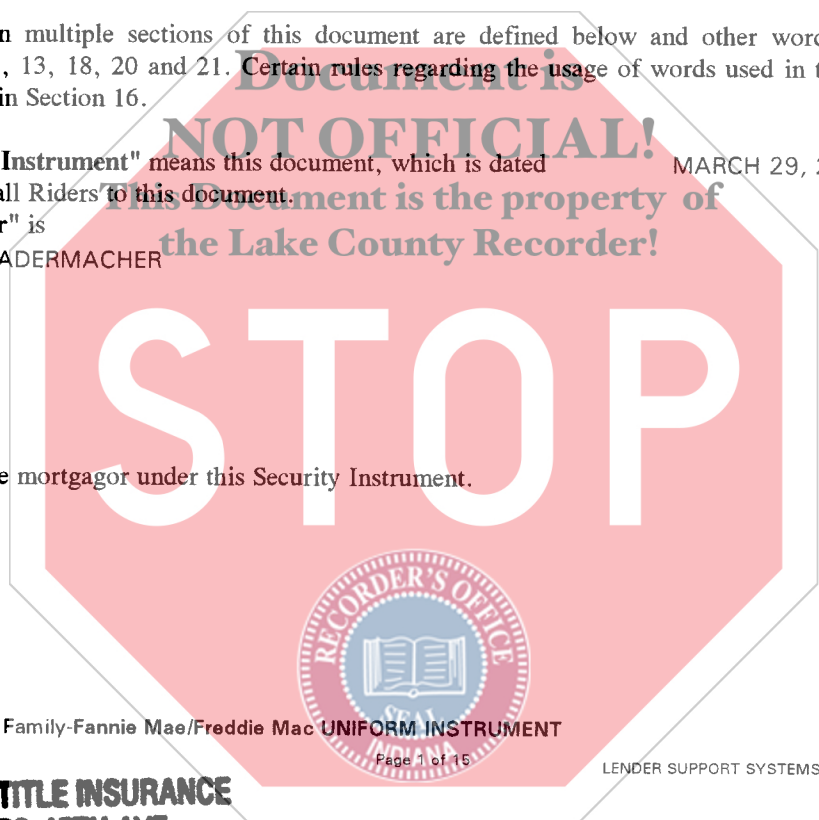 n multiple sections of this document are defined below and other word
, 13, 18, 20 and 21. Certain rules regarding the usage of words used in t
in Section 16.
Document is
NOT OFFICIAL!
This Document is the property of
the Lake County Recorder!
Instrument" means this document, which is dated MARCH 29, 2
all Riders to this document.
r" is
ADERMACHER
STOP
e mortgagor under this Security Instrument.
RECORDER'S OFFICE
SEAL
INDIANA
Family-Fannie Mae/Freddie Mac UNIFORM INSTRUMENT
Page 1 of 15
LENDER SUPPORT SYSTEMS
TITLE INSURANCE